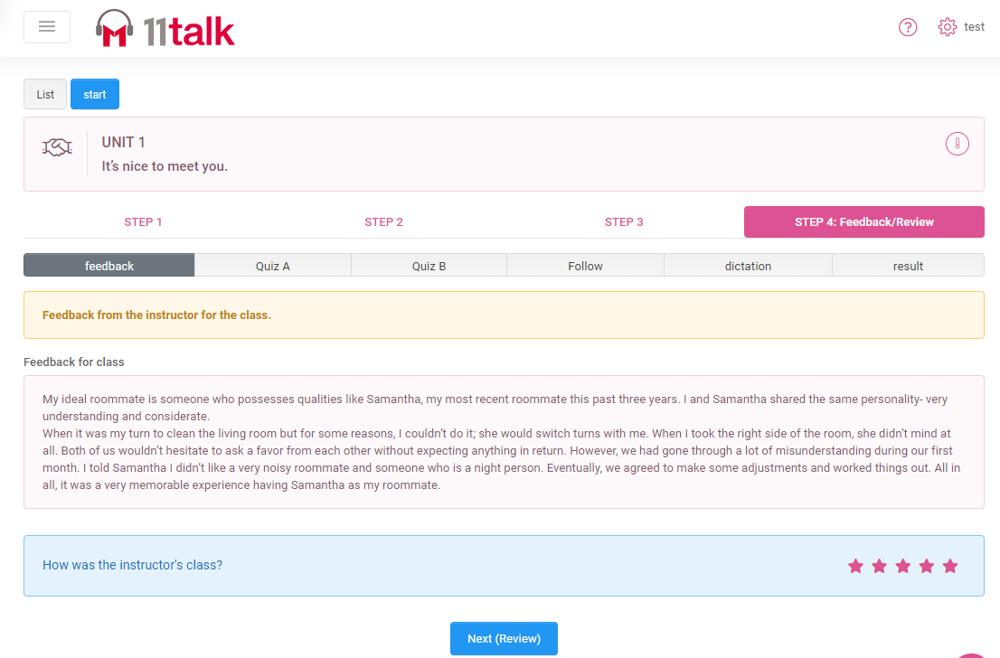 11talk
test
List
start
UNIT 1
It's nice to meet you.
STEP 1
STEP 2
STEP 3
STEP 4: Feedback/Review
feedback
Quiz A
Quiz B
Follow
dictation
result
Feedback from the instructor for the class.
Feedback for class
My ideal roommate is someone who possesses qualities like Samantha, my most recent roommate this past three years. I and Samantha shared the same personality- very
understanding and considerate.
When it was my turn to clean the living room but for some reasons, I couldn't do it; she would switch turns with me. When I took the right side of the room, she didn't mind at
all. Both of us wouldn't hesitate to ask a favor from each other without expecting anything in return. However, we had gone through a lot of misunderstanding during our first
month. I told Samantha I didn't like a very noisy roommate and someone who is a night person. Eventually, we agreed to make some adjustments and worked things out. All in
all, it was a very memorable experience having Samantha as my roommate.
How was the instructor's class?
Next (Review)